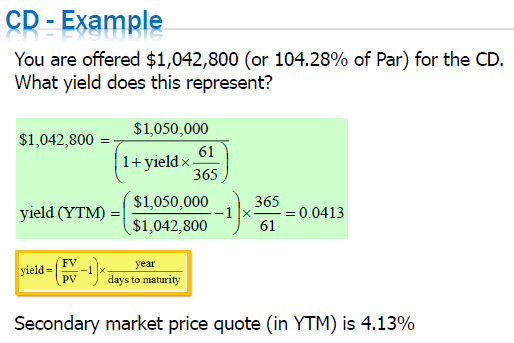 CD - Example
You are offered $1,042,800 (or 104.28% of Par) for the CD.
What yield does this represent?
$1,042,800 = $1,050,000 / (1 + yield × 61/365)
yield (YTM) = ($1,050,000 / $1,042,800 − 1) × 365/61 = 0.0413
yield = (FV/PV − 1) × year / days to maturity
Secondary market price quote (in YTM) is 4.13%